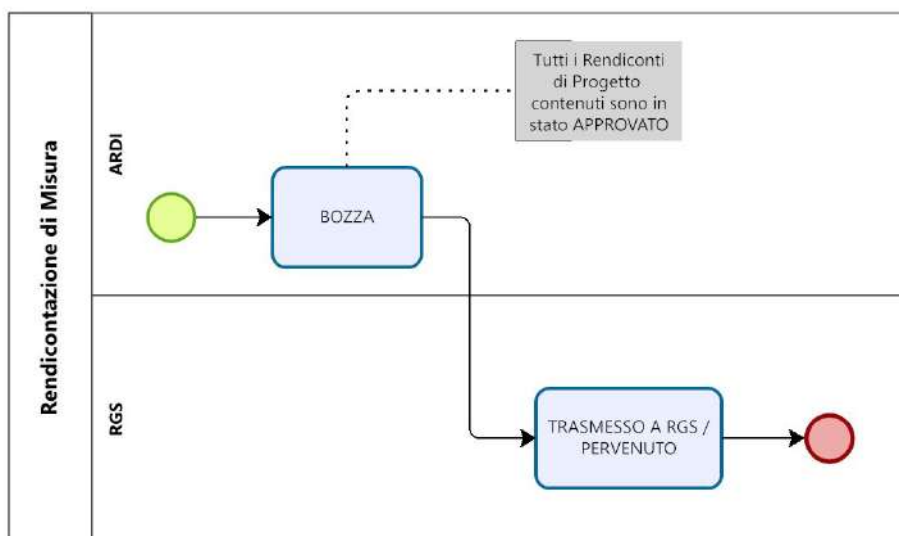 Rendicontazione di Misura
ARDI
Tutti i Rendiconti
di Progetto
contenuti sono in
stato APPROVATO
BOZZA
RGS
TRASMESSO A RGS /
PERVENUTO